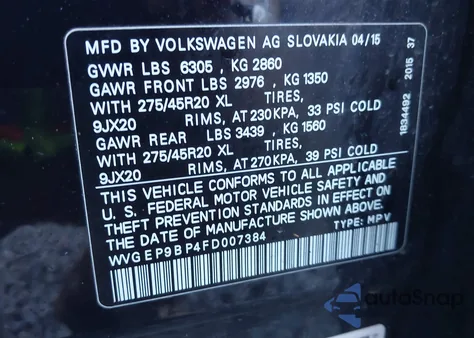 MFD BY VOLKSWAGEN AG SLOVAKIA 04/15
GVWR LBS 6305 , KG 2860
GAWR FRONT LBS 2976 , KG 1350
WITH 275/45R20 XL TIRES,
9JX20 RIMS, AT 230KPA, 33 PSI COLD
GAWR REAR LBS 3439 , KG 1560
WITH 275/45R20 XL TIRES,
9JX20 RIMS, AT 270KPA, 39 PSI COLD
THIS VEHICLE CONFORMS TO ALL APPLICABLE
U. S. FEDERAL MOTOR VEHICLE SAFETY AND
THEFT PREVENTION STANDARDS IN EFFECT ON
THE DATE OF MANUFACTURE SHOWN ABOVE.
WVGEP9BP4FD007384 TYPE: MPV
1834492 2015 37
autoSnap